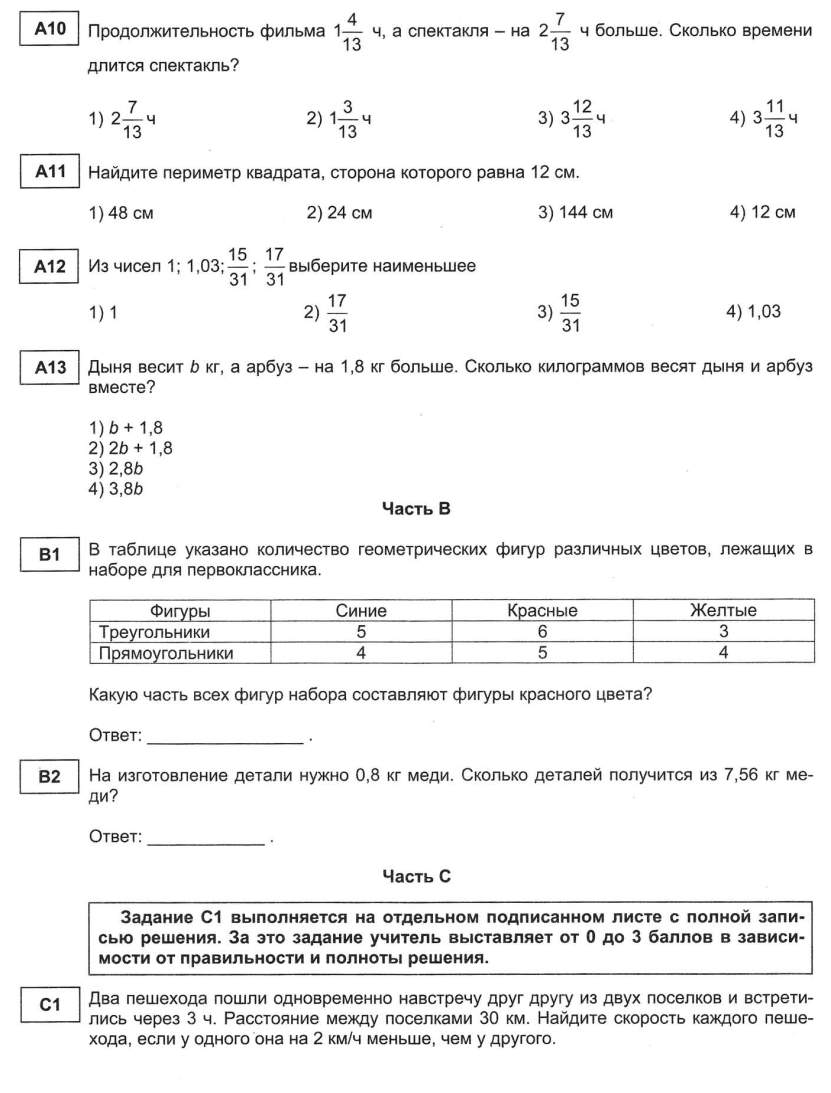 А10 Продолжительность фильма 1 4/13 ч, а спектакля – на 2 7/13 ч больше. Сколько времени
длится спектакль?
1) 2 7/13 ч 2) 1 3/13 ч 3) 3 12/13 ч 4) 3 11/13 ч
А11 Найдите периметр квадрата, сторона которого равна 12 см.
1) 48 см 2) 24 см 3) 144 см 4) 12 см
А12 Из чисел 1; 1,03; 15/31; 17/31 выберите наименьшее
1) 1 2) 17/31 3) 15/31 4) 1,03
А13 Дыня весит b кг, а арбуз – на 1,8 кг больше. Сколько килограммов весят дыня и арбуз
вместе?
1) b + 1,8
2) 2b + 1,8
3) 2,8b
4) 3,8b
Часть В
В1 В таблице указано количество геометрических фигур различных цветов, лежащих в
наборе для первоклассника.
Фигуры Синие Красные Желтые
Треугольники 5 6 3
Прямоугольники 4 5 4
Какую часть всех фигур набора составляют фигуры красного цвета?
Ответ: ________________ .
В2 На изготовление детали нужно 0,8 кг меди. Сколько деталей получится из 7,56 кг ме-
ди?
Ответ: ____________ .
Часть С
Задание С1 выполняется на отдельном подписанном листе с полной запи-
сью решения. За это задание учитель выставляет от 0 до 3 баллов в зависи-
мости от правильности и полноты решения.
С1 Два пешехода пошли одновременно навстречу друг другу из двух поселков и встрети-
лись через 3 ч. Расстояние между поселками 30 км. Найдите скорость каждого пеше-
хода, если у одного она на 2 км/ч меньше, чем у другого.